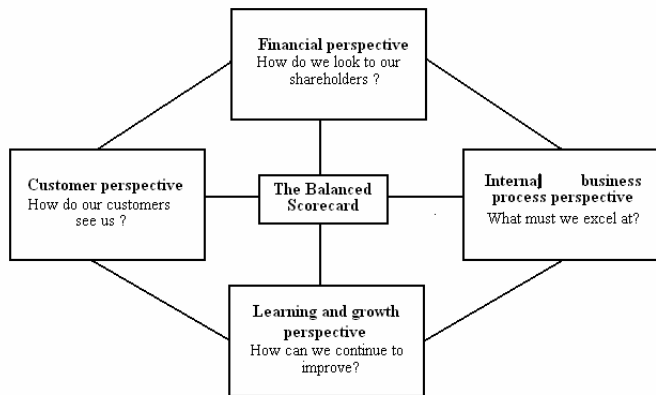 Financial perspective
How do we look to our
shareholders ?
Customer perspective
How do our customers
see us ?
The Balanced
Scorecard
Internal business
process perspective
What must we excel at?
Learning and growth
perspective
How can we continue to
improve?